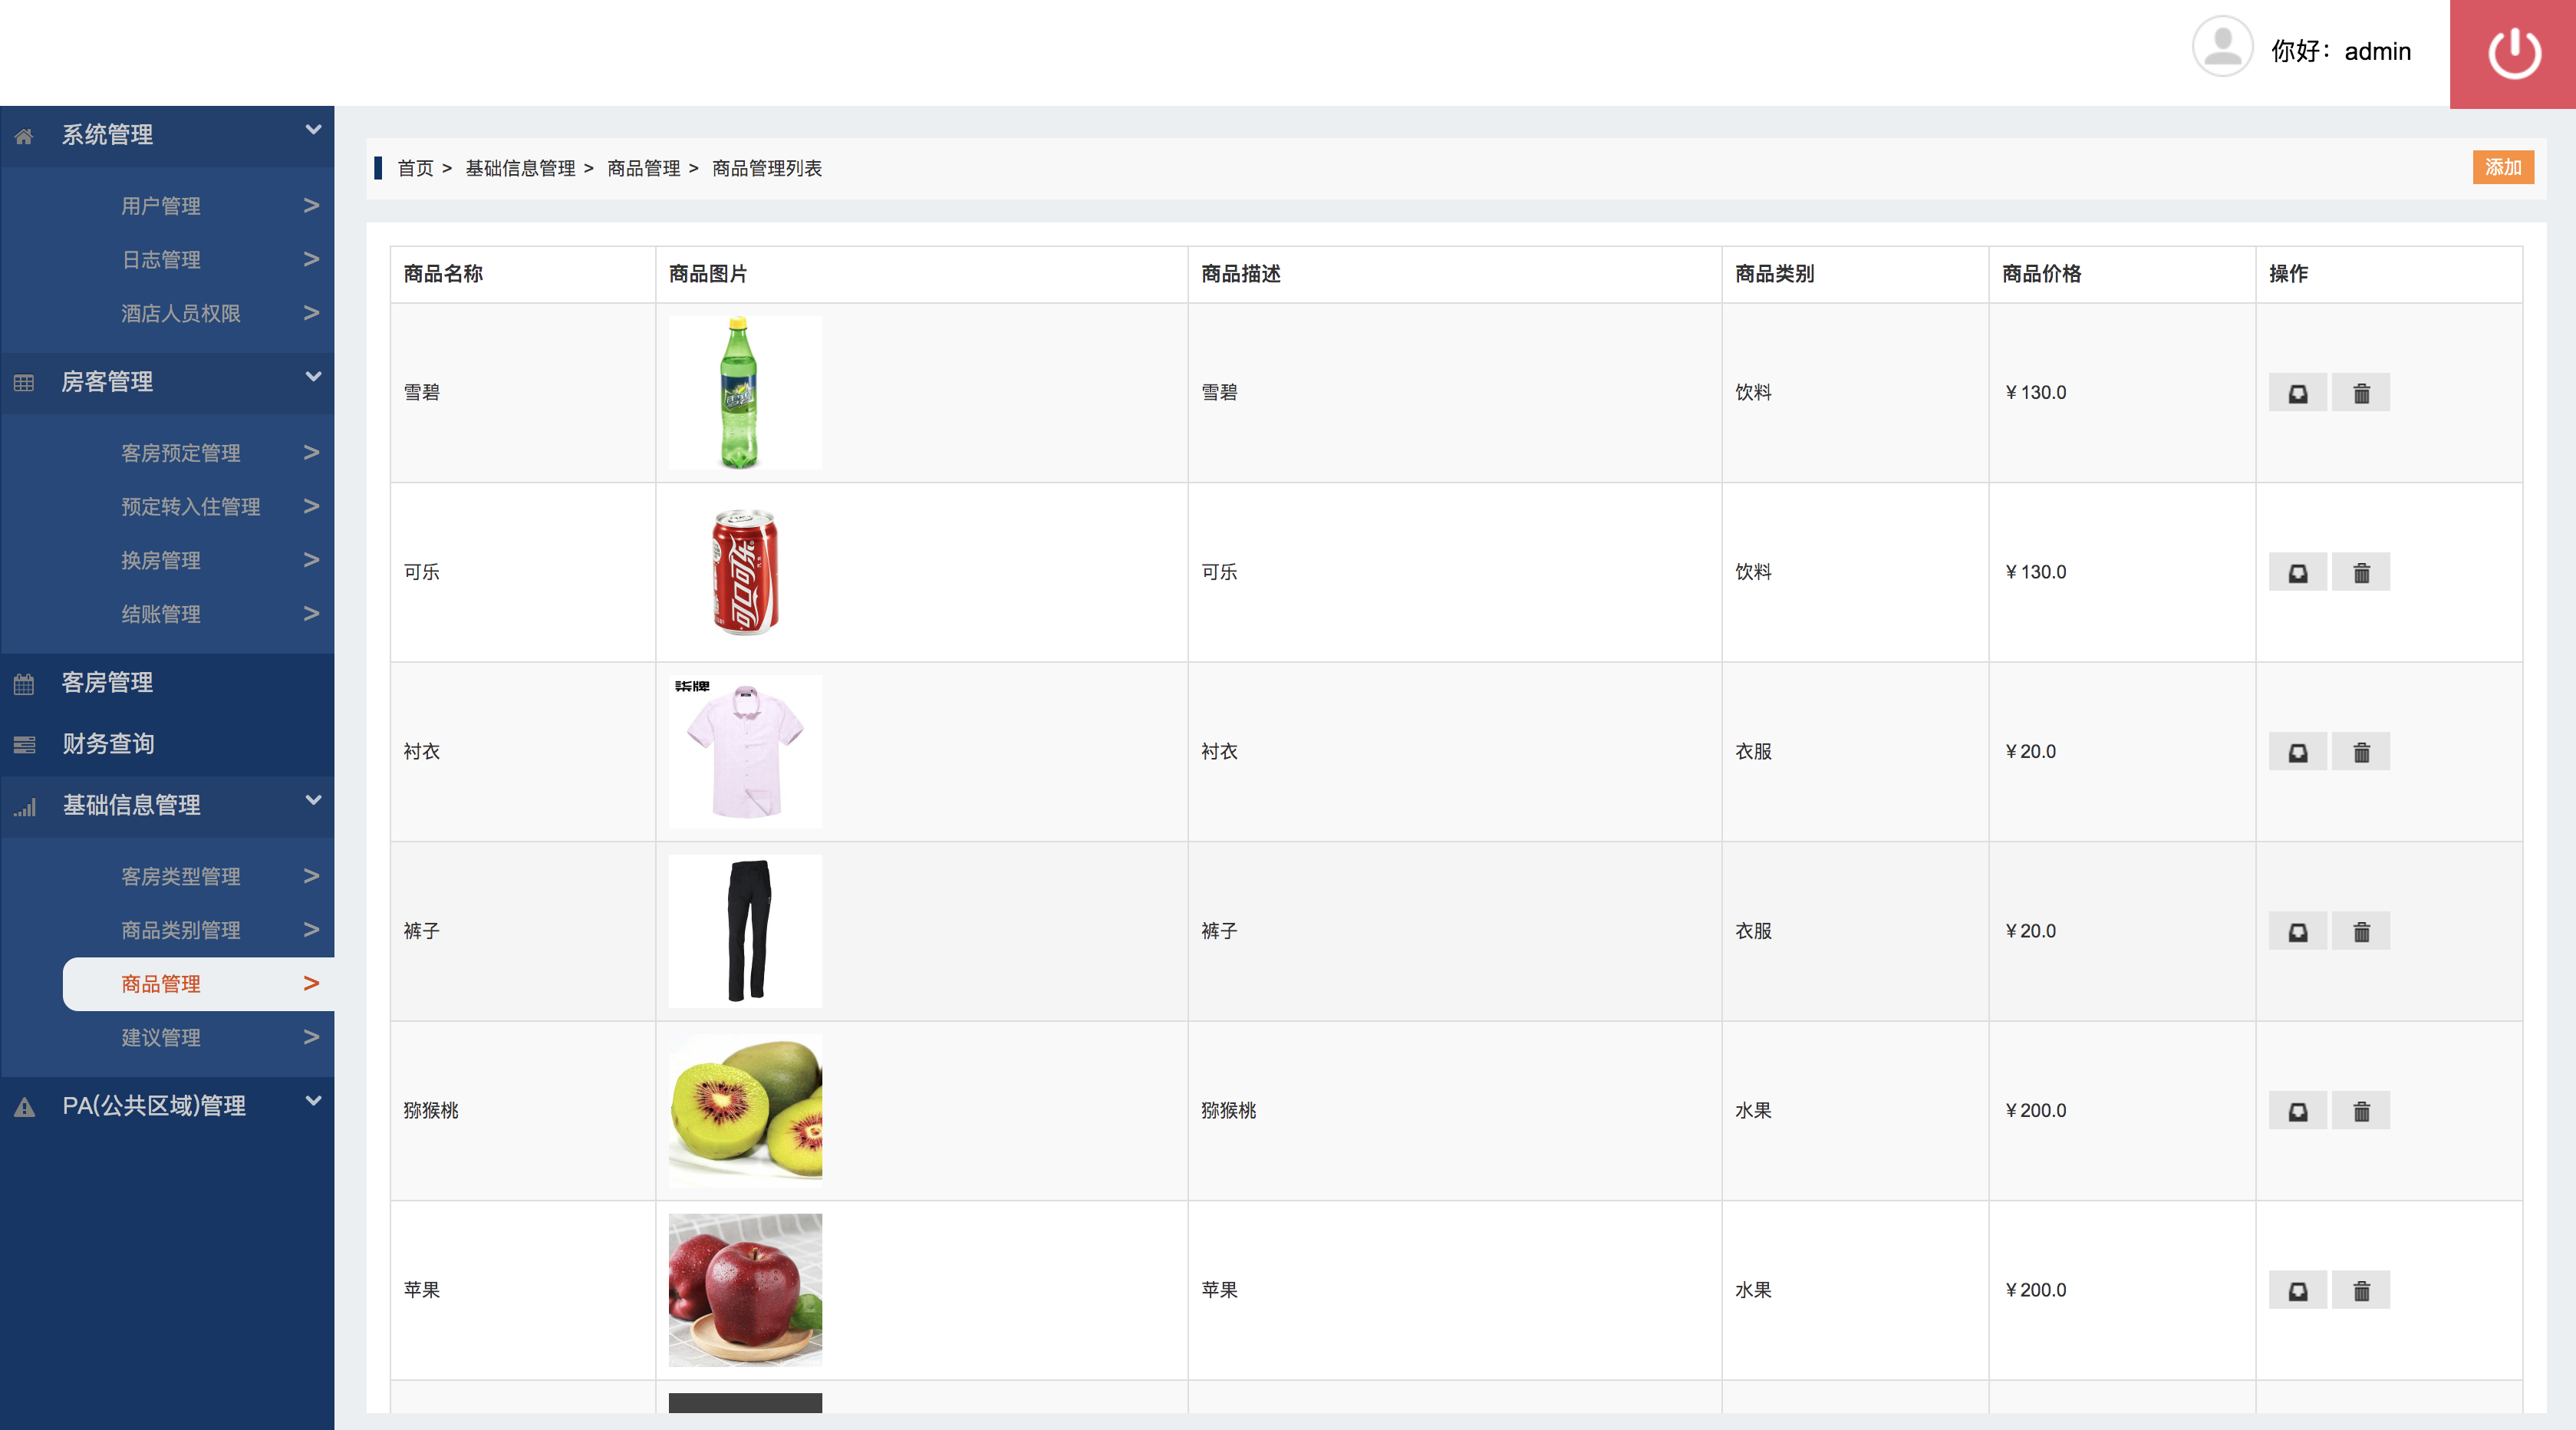 你好：admin
系统管理
用户管理 >
日志管理 >
酒店人员权限 >
房客管理
客房预定管理 >
预定转入住管理 >
换房管理 >
结账管理 >
客房管理
财务查询
基础信息管理
客房类型管理 >
商品类别管理 >
商品管理 >
建议管理 >
PA(公共区域)管理
首页 > 基础信息管理 > 商品管理 > 商品管理列表
添加
商品名称 商品图片 商品描述 商品类别 商品价格 操作
雪碧 雪碧 饮料 ¥130.0
可乐 可口可乐 可乐 饮料 ¥130.0
柒牌
衬衣 衬衣 衣服 ¥20.0
裤子 裤子 衣服 ¥20.0
猕猴桃 猕猴桃 水果 ¥200.0
苹果 苹果 水果 ¥200.0